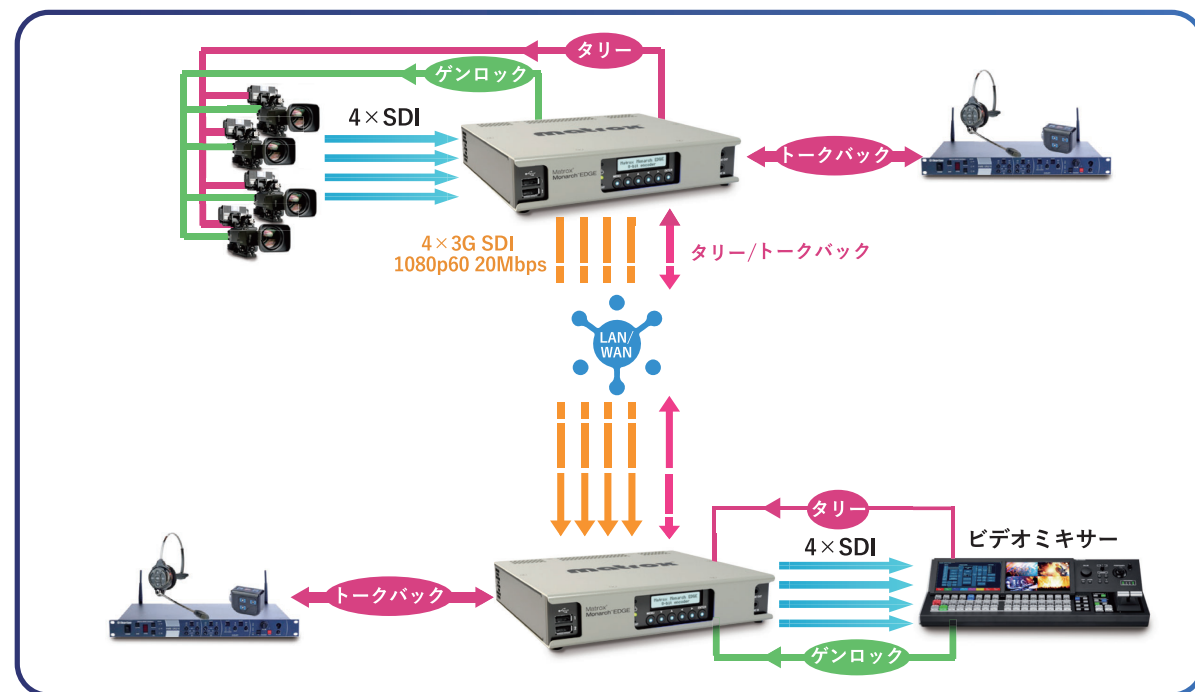 タリー
ゲンロック
4×SDI
matrox
Matrox
Monarch EDGE
トークバック
4×3G SDI
1080p60 20Mbps
タリー/トークバック
LAN/
WAN
タリー
ビデオミキサー
4×SDI
matrox
Matrox
Monarch EDGE
トークバック
ゲンロック